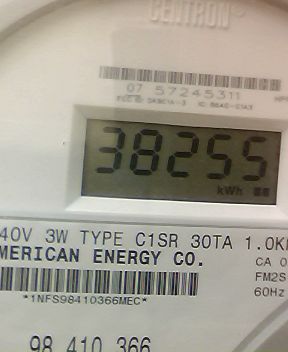 CENTRON
07 57245311
38255
kWh
40V 3W TYPE C1SR 30TA 1.0K
MERICAN ENERGY CO.
CA 0
FM2S
60Hz
*1NFS98410366MEC*
98 410 366